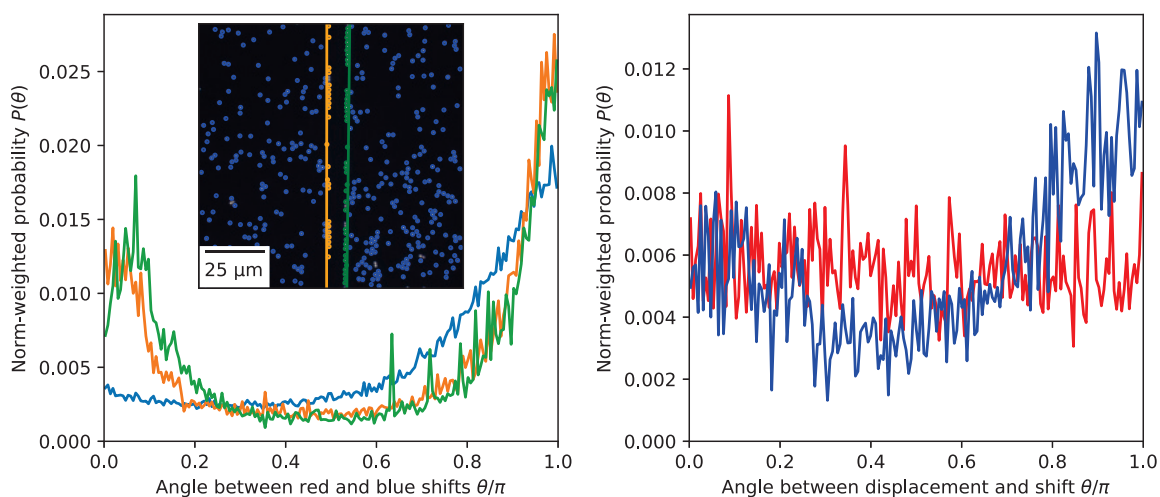 Norm-weighted probability P(θ)
0.025
0.020
0.015
0.010
0.005
0.000
25 µm
0.0 0.2 0.4 0.6 0.8 1.0
Angle between red and blue shifts θ/π
Norm-weighted probability P(θ)
0.012
0.010
0.008
0.006
0.004
0.002
0.000
0.0 0.2 0.4 0.6 0.8 1.0
Angle between displacement and shift θ/π